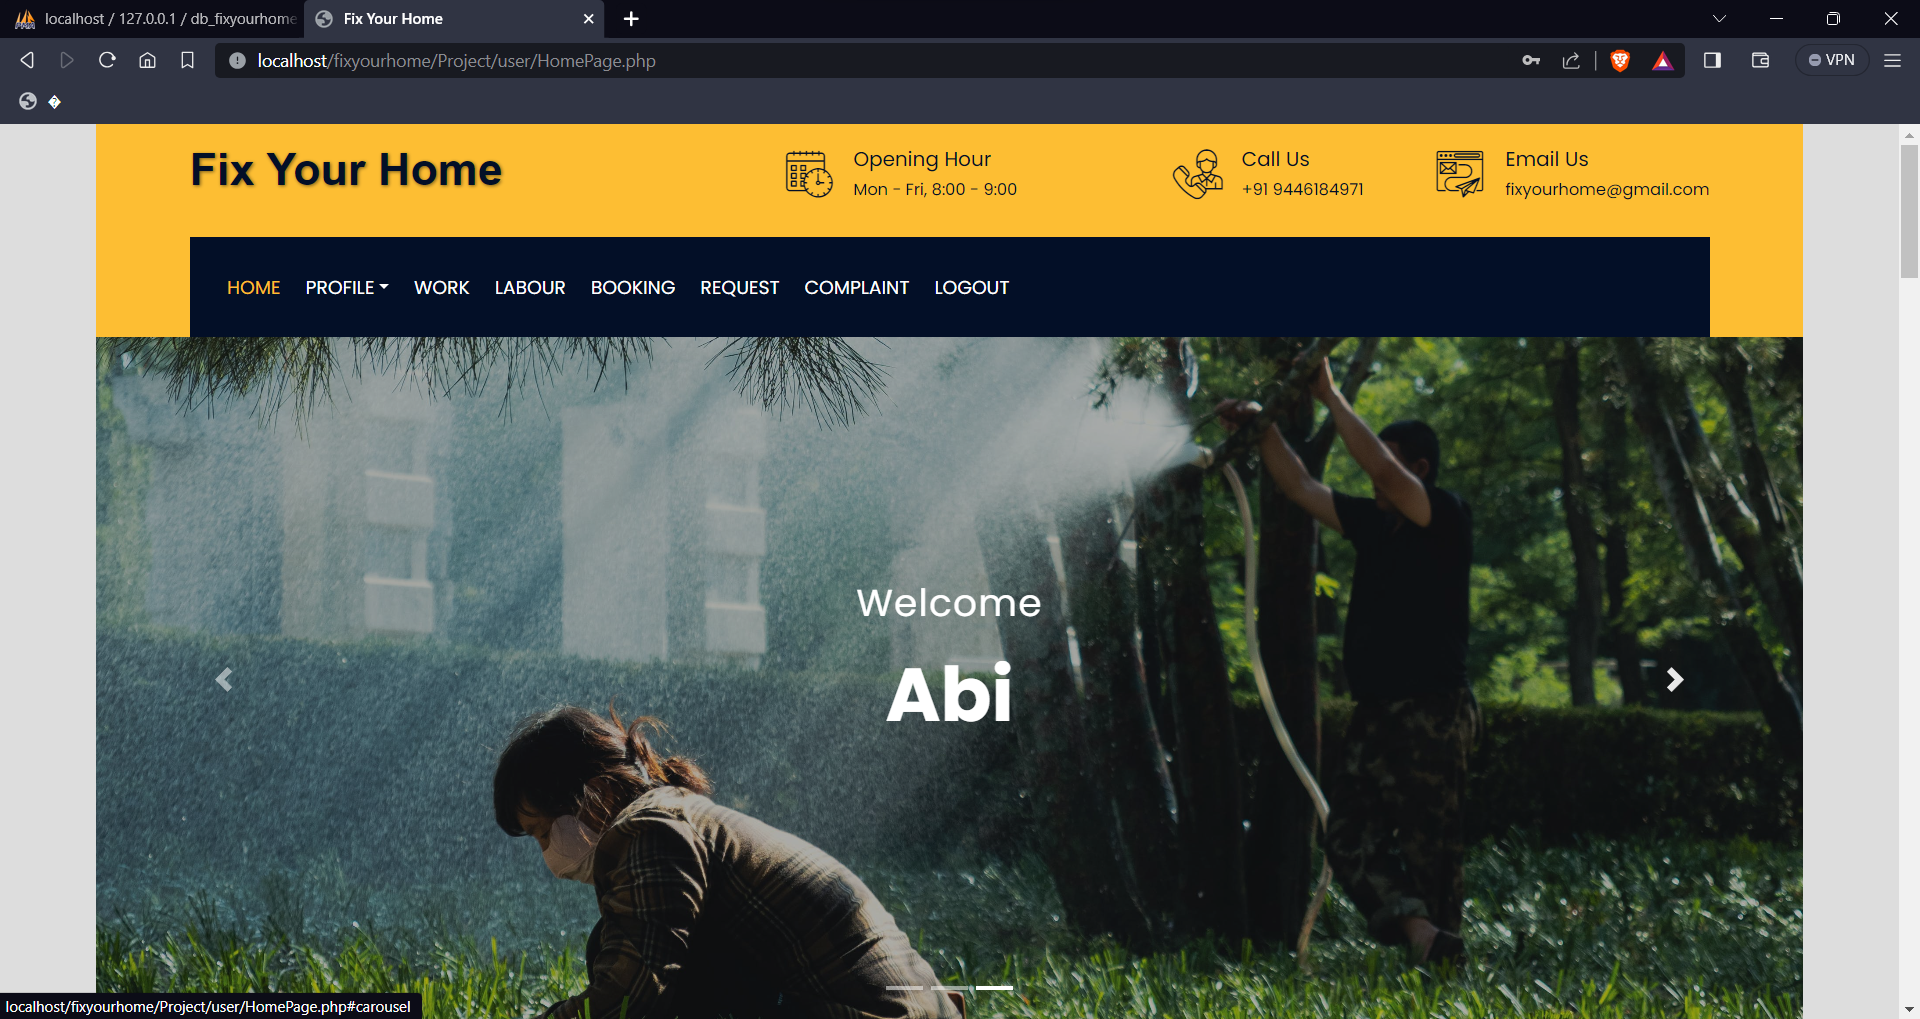 localhost / 127.0.0.1 / db_fixyourhome
Fix Your Home
localhost/fixyourhome/Project/user/HomePage.php
VPN
Fix Your Home
Opening Hour
Mon - Fri, 8:00 - 9:00
Call Us
+91 9446184971
Email Us
fixyourhome@gmail.com
HOME PROFILE WORK LABOUR BOOKING REQUEST COMPLAINT LOGOUT
Welcome
Abi
localhost/fixyourhome/Project/user/HomePage.php#carousel